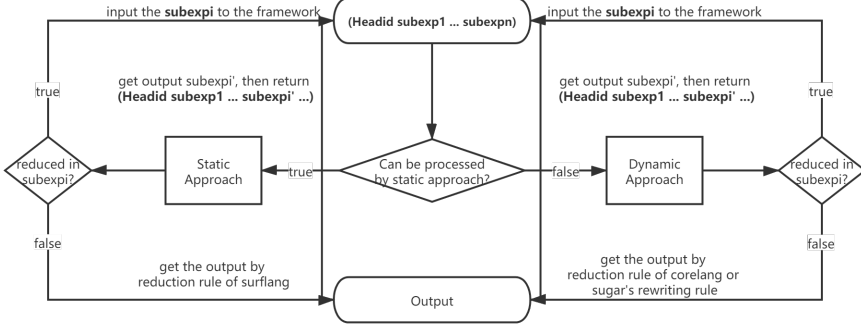 input the subexpi to the framework
(Headid subexp1 ... subexpn)
input the subexpi to the framework
true
get output subexpi', then return
(Headid subexp1 ... subexpi' ...)
get output subexpi', then return
(Headid subexp1 ... subexpi' ...)
true
reduced in
subexpi?
Static
Approach
true
Can be processed
by static approach?
false
Dynamic
Approach
reduced in
subexpi?
false
get the output by
reduction rule of surflang
get the output by
reduction rule of corelang or
sugar's rewriting rule
false
Output